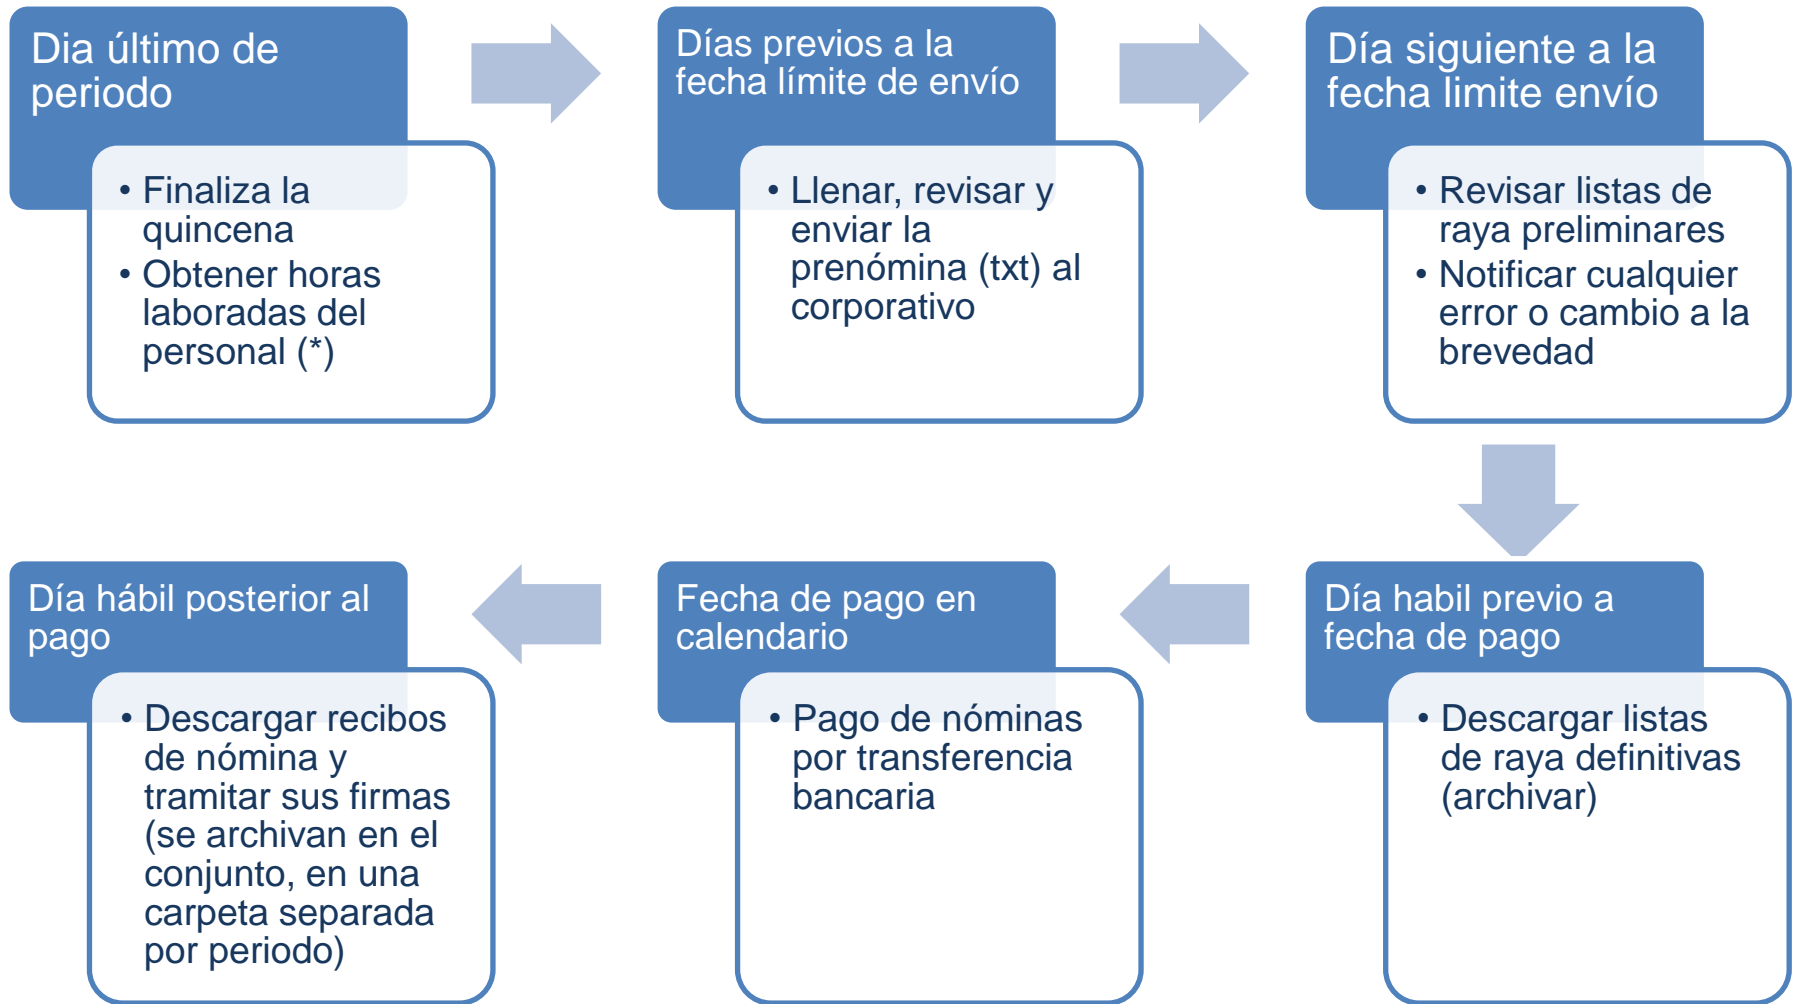 Dia último de
periodo
• Finaliza la
quincena
• Obtener horas
laboradas del
personal (*)
Días previos a la
fecha límite de envío
• Llenar, revisar y
enviar la
prenómina (txt) al
corporativo
Día siguiente a la
fecha limite envío
• Revisar listas de
raya preliminares
• Notificar cualquier
error o cambio a la
brevedad
Día habil previo a
fecha de pago
• Descargar listas
de raya definitivas
(archivar)
Fecha de pago en
calendario
• Pago de nóminas
por transferencia
bancaria
Día hábil posterior al
pago
• Descargar recibos
de nómina y
tramitar sus firmas
(se archivan en el
conjunto, en una
carpeta separada
por periodo)